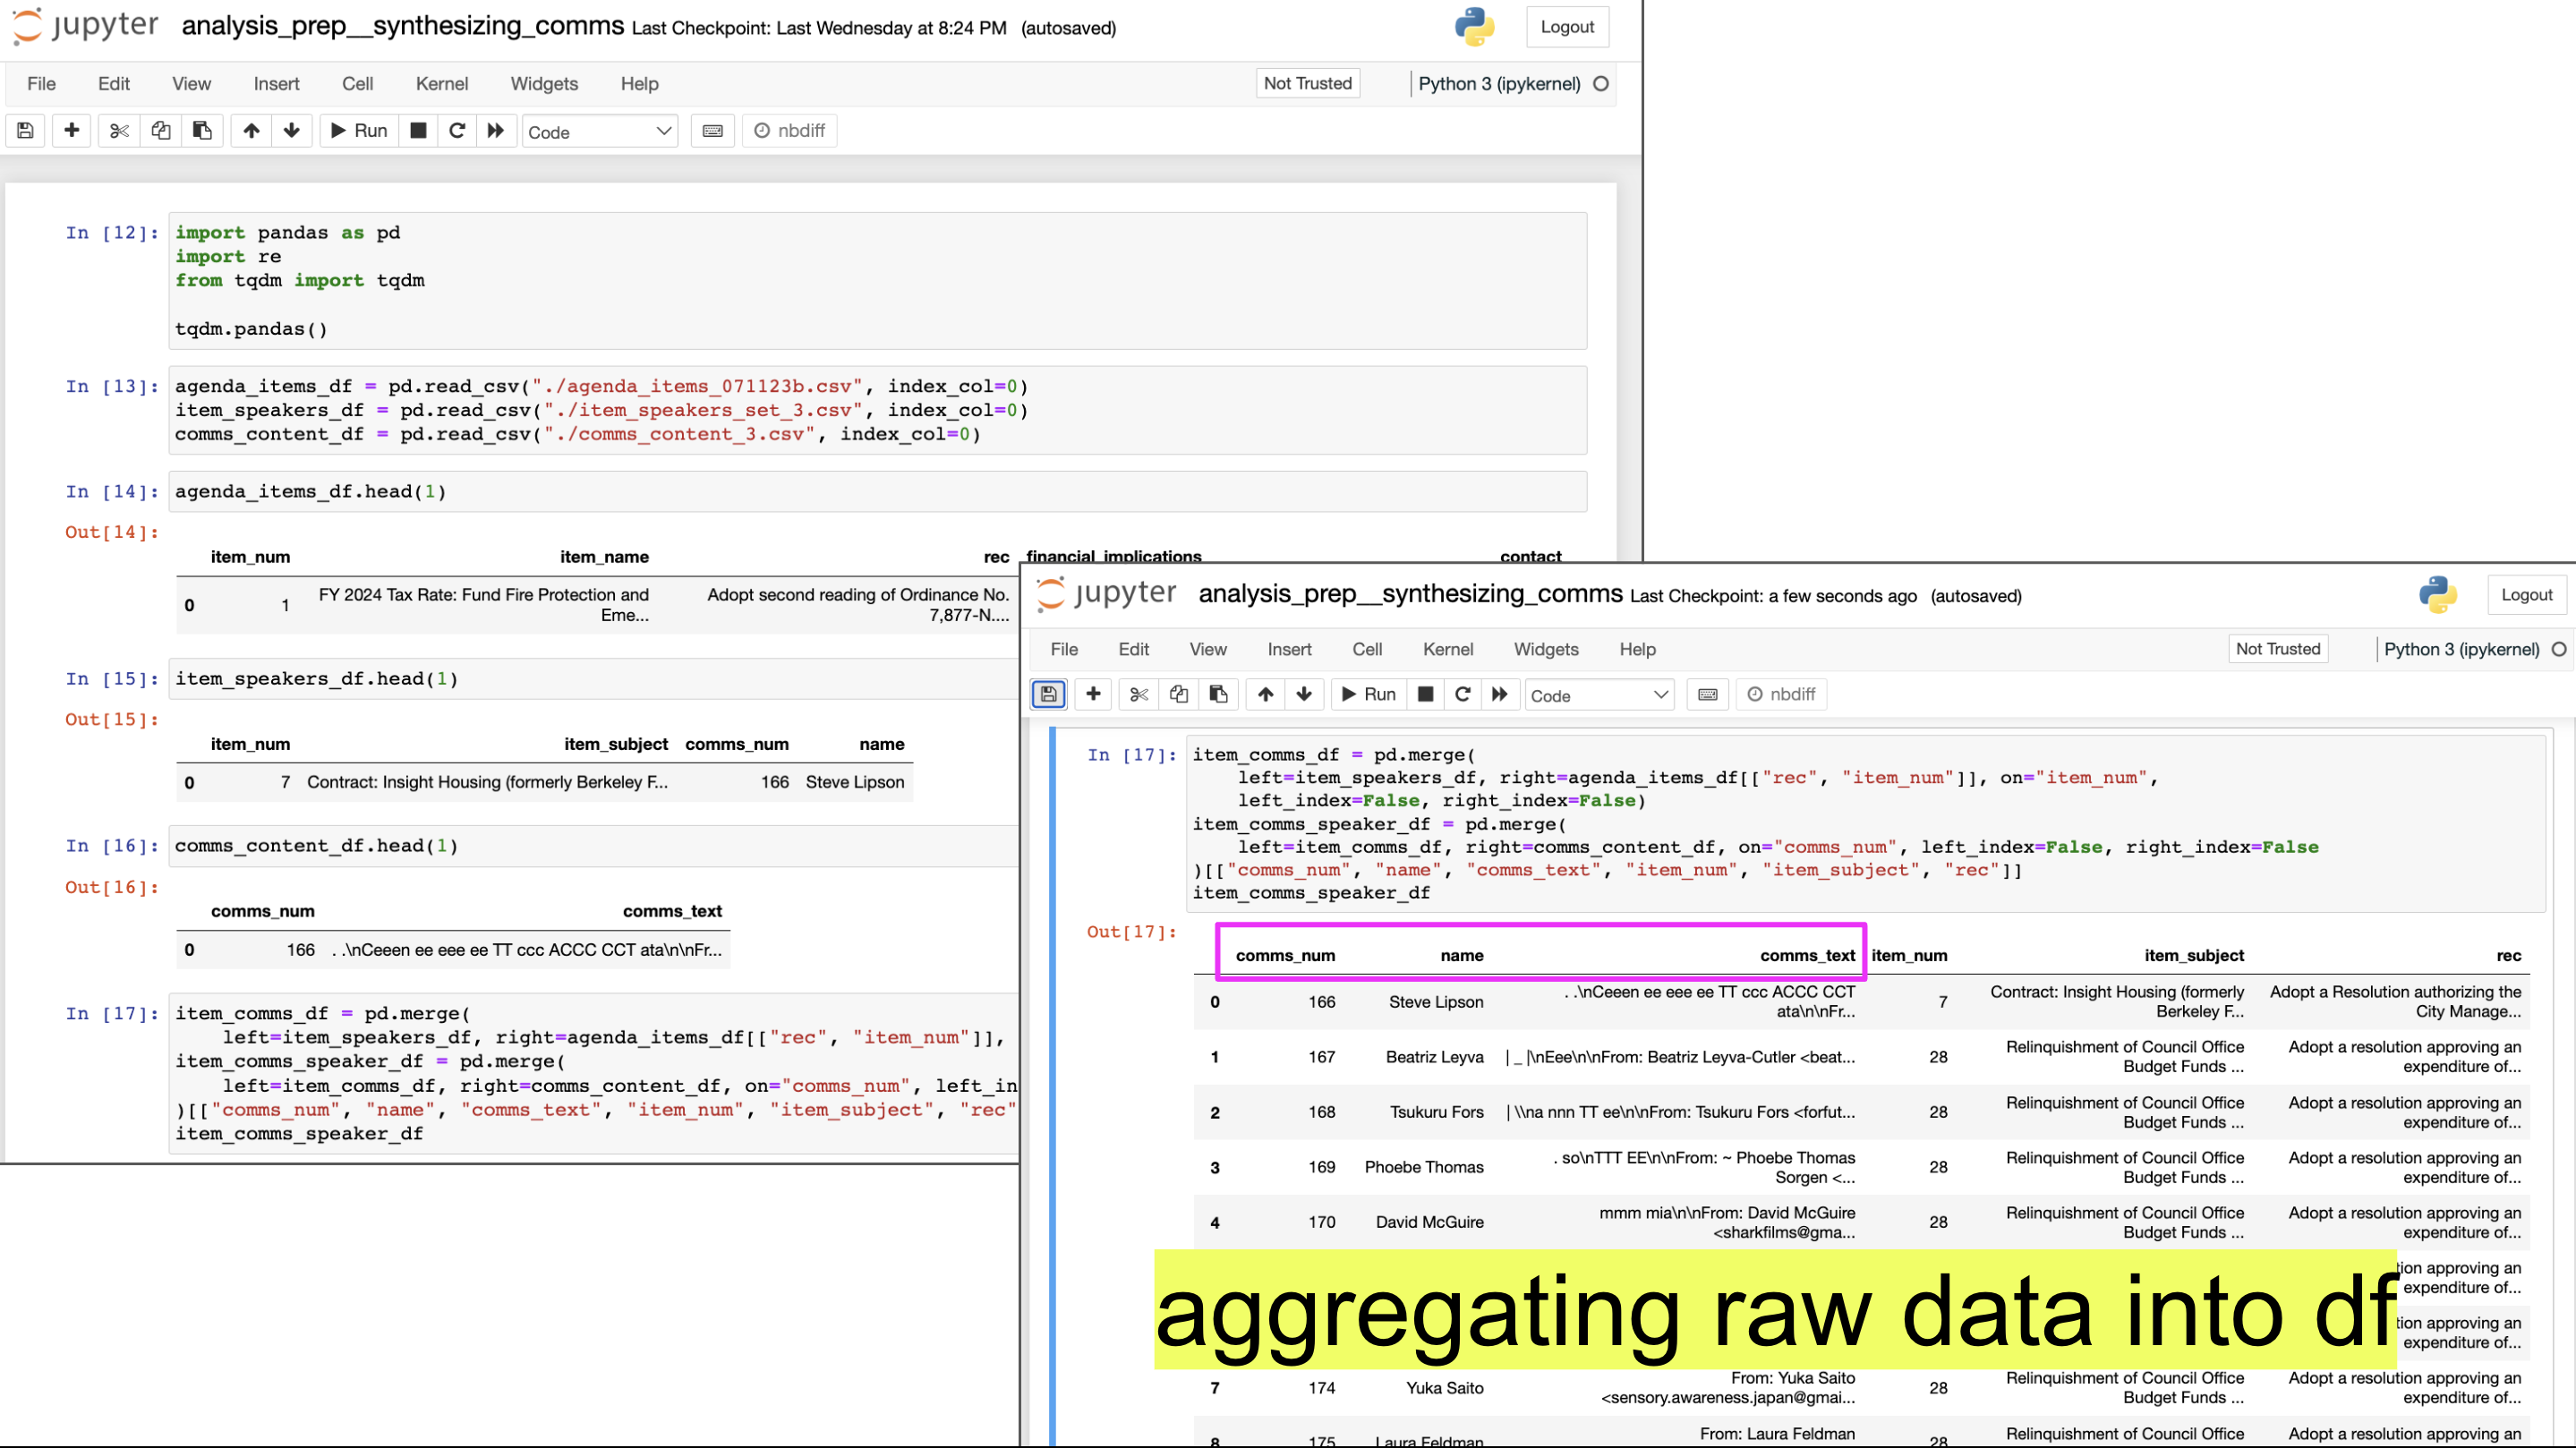 jupyter analysis_prep__synthesizing_comms Last Checkpoint: Last Wednesday at 8:24 PM (autosaved)
Logout
File Edit View Insert Cell Kernel Widgets Help
Not Trusted
Python 3 (ipykernel)
Run
Code
nbdiff
In [12]: import pandas as pd
import re
from tqdm import tqdm
tqdm.pandas()
In [13]: agenda_items_df = pd.read_csv("./agenda_items_071123b.csv", index_col=0)
item_speakers_df = pd.read_csv("./item_speakers_set_3.csv", index_col=0)
comms_content_df = pd.read_csv("./comms_content_3.csv", index_col=0)
In [14]: agenda_items_df.head(1)
Out[14]:
item_num item_name rec financial_implications contact
0 1 FY 2024 Tax Rate: Fund Fire Protection and Adopt second reading of Ordinance No.
Eme... 7,877-N....
In [15]: item_speakers_df.head(1)
Out[15]:
item_num item_subject comms_num name
0 7 Contract: Insight Housing (formerly Berkeley F... 166 Steve Lipson
In [16]: comms_content_df.head(1)
Out[16]:
comms_num comms_text
0 166 . .\nCeeen ee eee ee TT ccc ACCC CCT ata\n\nFr...
In [17]: item_comms_df = pd.merge(
left=item_speakers_df, right=agenda_items_df[["rec", "item_num"]],
item_comms_speaker_df = pd.merge(
left=item_comms_df, right=comms_content_df, on="comms_num", left_in
)[["comms_num", "name", "comms_text", "item_num", "item_subject", "rec"
item_comms_speaker_df
jupyter analysis_prep__synthesizing_comms Last Checkpoint: a few seconds ago (autosaved)
Logout
File Edit View Insert Cell Kernel Widgets Help
Not Trusted
Python 3 (ipykernel)
Run
Code
nbdiff
In [17]: item_comms_df = pd.merge(
left=item_speakers_df, right=agenda_items_df[["rec", "item_num"]], on="item_num",
left_index=False, right_index=False)
item_comms_speaker_df = pd.merge(
left=item_comms_df, right=comms_content_df, on="comms_num", left_index=False, right_index=False
)[["comms_num", "name", "comms_text", "item_num", "item_subject", "rec"]]
item_comms_speaker_df
Out[17]:
comms_num name comms_text item_num item_subject rec
0 166 Steve Lipson . .\nCeeen ee eee ee TT ccc ACCC CCT 7 Contract: Insight Housing (formerly Adopt a Resolution authorizing the
ata\n\nFr... Berkeley F... City Manage...
1 167 Beatriz Leyva | _ |\nEee\n\nFrom: Beatriz Leyva-Cutler <beat... 28 Relinquishment of Council Office Adopt a resolution approving an
Budget Funds ... expenditure of...
2 168 Tsukuru Fors | \\na nnn TT ee\n\nFrom: Tsukuru Fors <forfut... 28 Relinquishment of Council Office Adopt a resolution approving an
Budget Funds ... expenditure of...
3 169 Phoebe Thomas . so\nTTT EE\n\nFrom: ~ Phoebe Thomas 28 Relinquishment of Council Office Adopt a resolution approving an
Sorgen <... Budget Funds ... expenditure of...
4 170 David McGuire mmm mia\n\nFrom: David McGuire 28 Relinquishment of Council Office Adopt a resolution approving an
<sharkfilms@gma... Budget Funds ... expenditure of...
tion approving an
expenditure of...
aggregating raw data into df
tion approving an
expenditure of...
7 174 Yuka Saito From: Yuka Saito 28 Relinquishment of Council Office Adopt a resolution approving an
<sensory.awareness.japan@gmai... Budget Funds ... expenditure of...
8 175 Laura Feldman From: Laura Feldman 28 Relinquishment of Council Office Adopt a resolution approving an